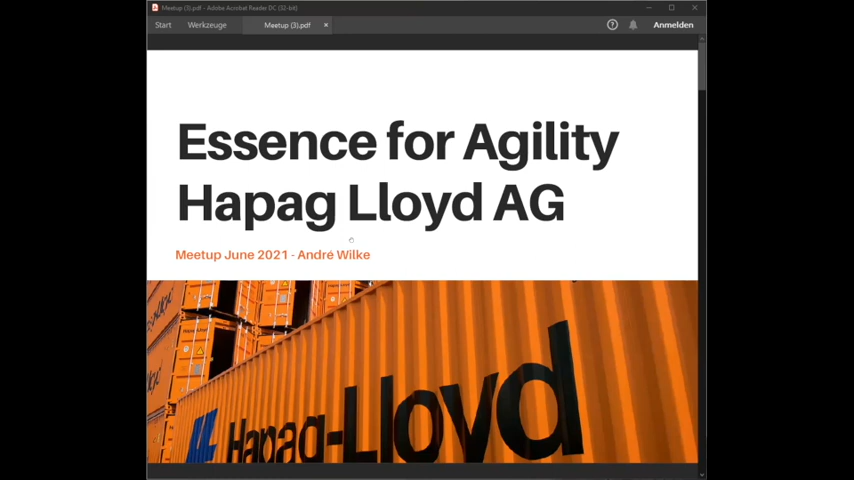 Meetup (3).pdf - Adobe Acrobat Reader DC (32-bit)
Start Werkzeuge Meetup (3).pdf × Anmelden
Essence for Agility
Hapag Lloyd AG
Meetup June 2021 - André Wilke
Hapag-Lloyd